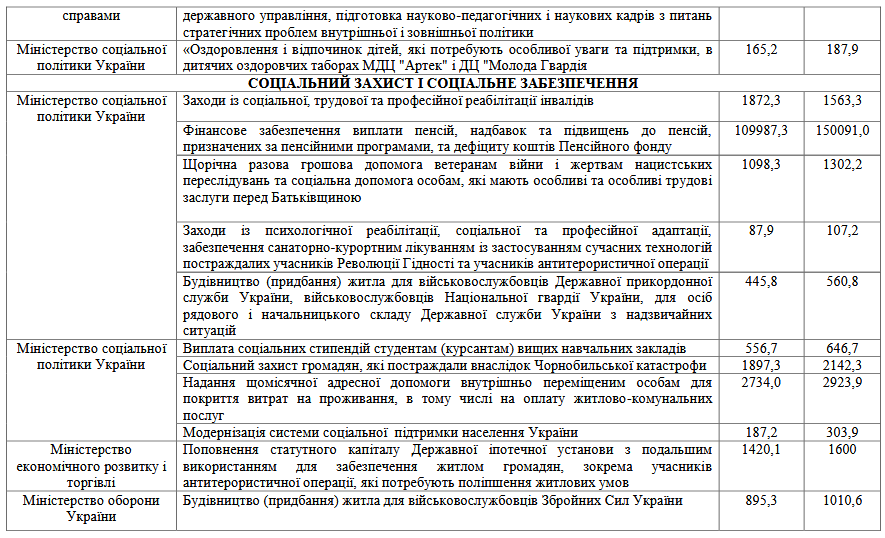 справами
державного управління, підготовка науково-педагогічних і наукових кадрів з питань
стратегічних проблем внутрішньої і зовнішньої політики
Міністерство соціальної
політики України
«Оздоровлення і відпочинок дітей, які потребують особливої уваги та підтримки, в
дитячих оздоровчих таборах МДЦ "Артек" і ДЦ "Молода Гвардія
165,2
187,9
СОЦІАЛЬНИЙ ЗАХИСТ І СОЦІАЛЬНЕ ЗАБЕЗПЕЧЕННЯ
Міністерство соціальної
політики України
Заходи із соціальної, трудової та професійної реабілітації інвалідів
1872,3
1563,3
Фінансове забезпечення виплати пенсій, надбавок та підвищень до пенсій,
призначених за пенсійними програмами, та дефіциту коштів Пенсійного фонду
109987,3
150091,0
Щорічна разова грошова допомога ветеранам війни і жертвам нацистських
переслідувань та соціальна допомога особам, які мають особливі та особливі трудові
заслуги перед Батьківщиною
1098,3
1302,2
Заходи із психологічної реабілітації, соціальної та професійної адаптації,
забезпечення санаторно-курортним лікуванням із застосуванням сучасних технологій
постраждалих учасників Революції Гідності та учасників антитерористичної операції
87,9
107,2
Будівництво (придбання) житла для військовослужбовців Державної прикордонної
служби України, військовослужбовців Національної гвардії України, для осіб
рядового і начальницького складу Державної служби України з надзвичайних
ситуацій
445,8
560,8
Міністерство соціальної
політики України
Виплата соціальних стипендій студентам (курсантам) вищих навчальних закладів
556,7
646,7
Соціальний захист громадян, які постраждали внаслідок Чорнобильської катастрофи
1897,3
2142,3
Надання щомісячної адресної допомоги внутрішньо переміщеним особам для
покриття витрат на проживання, в тому числі на оплату житлово-комунальних
послуг
2734,0
2923,9
Модернізація системи соціальної підтримки населення України
187,2
303,9
Міністерство
економічного розвитку і
торгівлі
Поповнення статутного капіталу Державної іпотечної установи з подальшим
використанням для забезпечення житлом громадян, зокрема учасників
антитерористичної операції, які потребують поліпшення житлових умов
1420,1
1600
Міністерство оборони
України
Будівництво (придбання) житла для військовослужбовців Збройних Сил України
895,3
1010,6